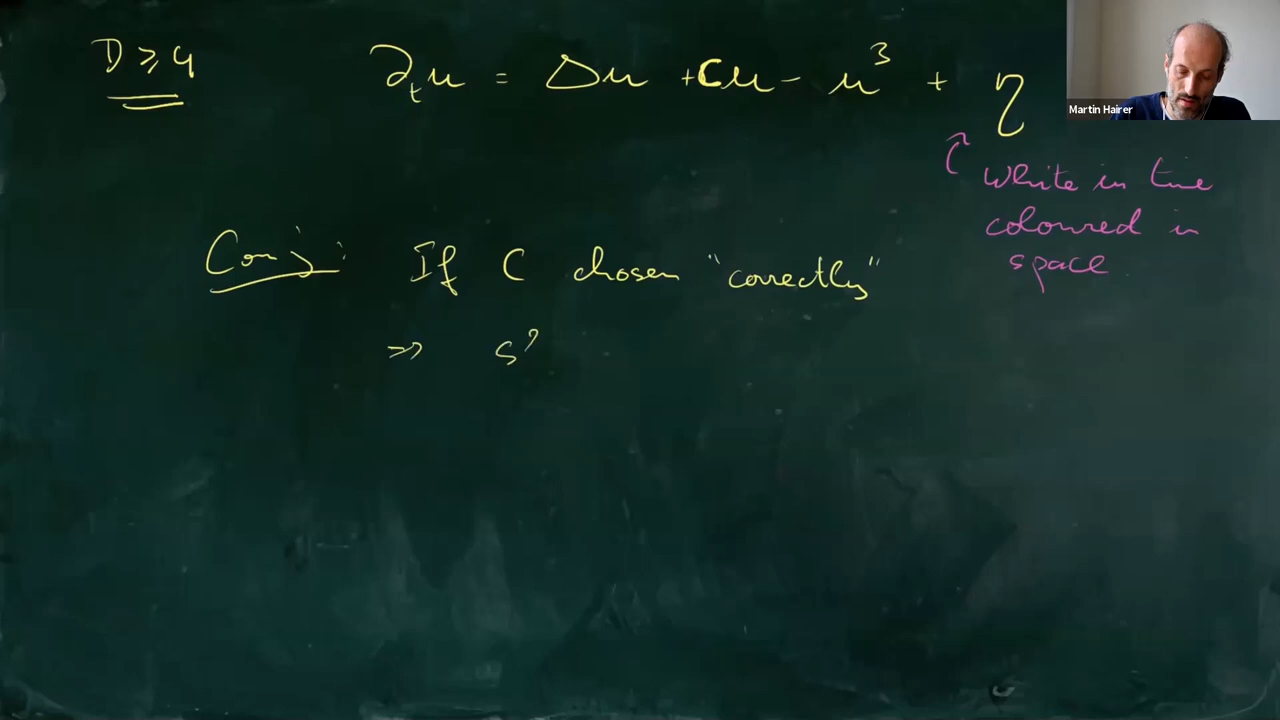 D ≥ 4
∂ₜu = Δu + Cu - u³ + η
Martin Hairer
White in time
coloured in
space
Conj: If C chosen "correctly"
⇒